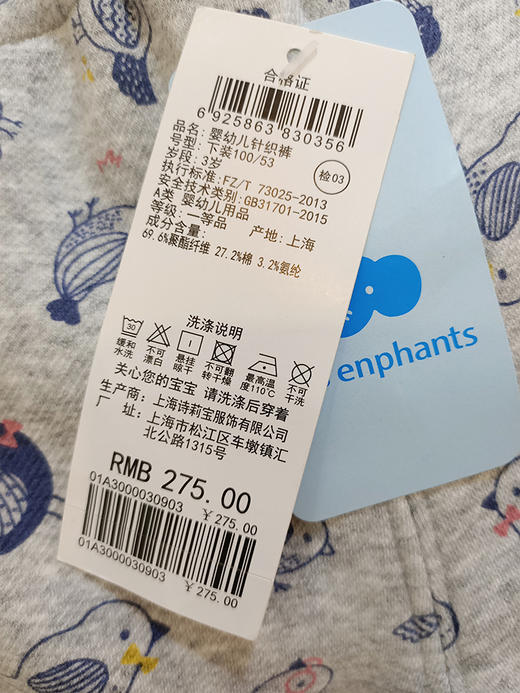 合格证
6 925863 830356
品名:婴幼儿针织裤
号型:下装100/53
岁段:3岁
检03
执行标准:FZ/T 73025-2013
安全技术类别:GB31701-2015
A类 婴幼儿用品
等级:一等品 产地:上海
成分含量:
69.6%聚酯纤维 27.2%棉 3.2%氨纶
洗涤说明
30
缓和水洗
不可漂白
悬挂晾干
不可翻转干燥
最高温度110℃
不可干洗
关心您的宝宝 请洗涤后穿着
生产商:上海诗莉宝服饰有限公司
厂 址:上海市松江区车墩镇汇
北公路1315号
RMB 275.00
01A3000030903 ￥275.00
01A3000030903 ￥275.00
enphants